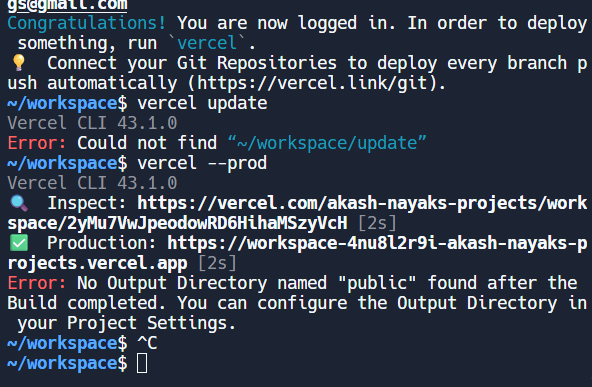 gs@gmail.com
Congratulations! You are now logged in. In order to deploy
something, run `vercel`.
💡 Connect your Git Repositories to deploy every branch p
ush automatically (https://vercel.link/git).
~/workspace$ vercel update
Vercel CLI 43.1.0
Error: Could not find “~/workspace/update”
~/workspace$ vercel --prod
Vercel CLI 43.1.0
🔍 Inspect: https://vercel.com/akash-nayaks-projects/work
space/2yMu7VwJpeodowRD6HihaMSzyVcH [2s]
✅ Production: https://workspace-4nu8l2r9i-akash-nayaks-p
rojects.vercel.app [2s]
Error: No Output Directory named "public" found after the
Build completed. You can configure the Output Directory in
your Project Settings.
~/workspace$ ^C
~/workspace$